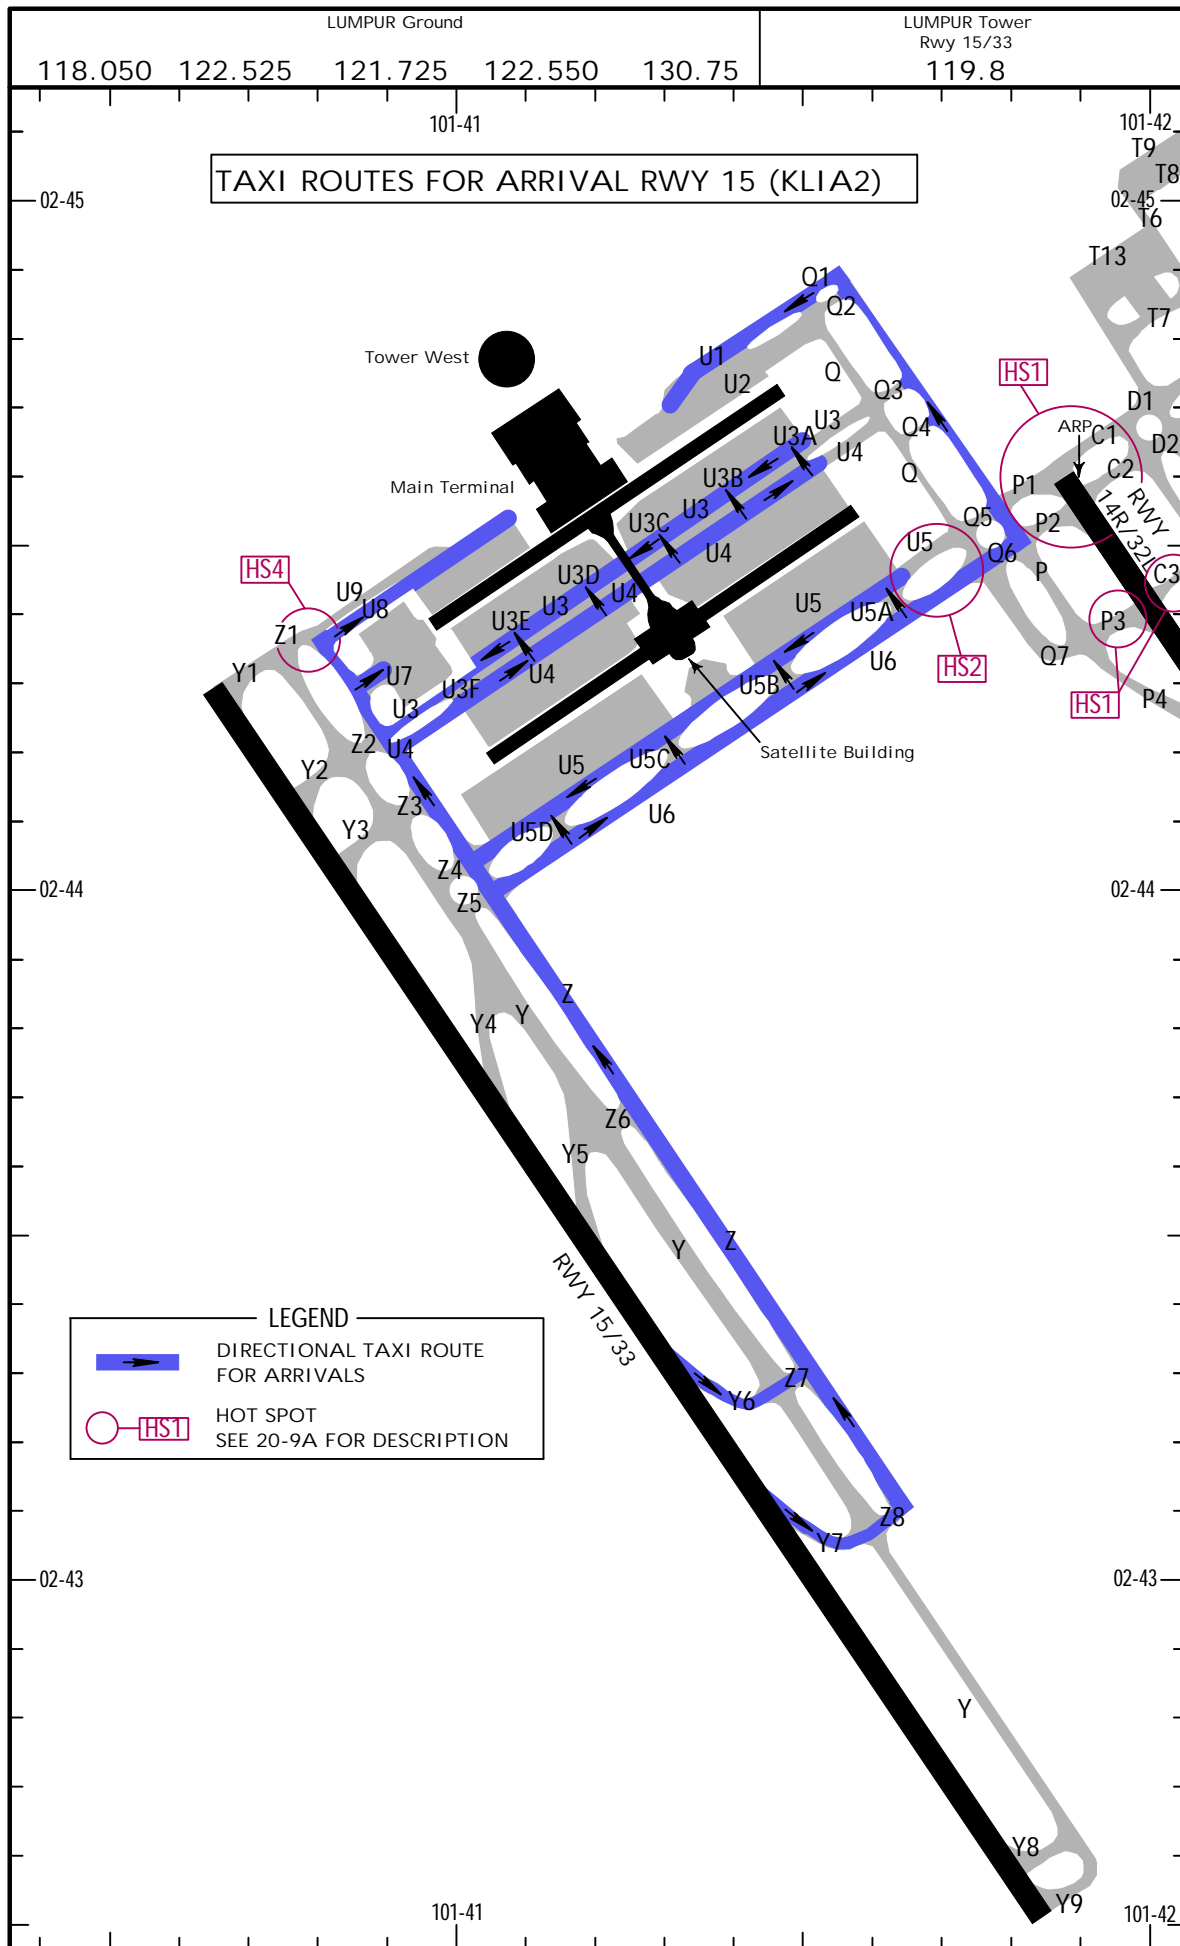 LUMPUR Ground
LUMPUR Tower
Rwy 15/33
118.050 122.525 121.725 122.550 130.75
119.8
101-41
101-42
TAXI ROUTES FOR ARRIVAL RWY 15 (KLIA2)
T9
T8
02-45
02-45
T6
T13
Q1
Q2
T7
Tower West
U1
U2
Q
HS1
Q3
D1
U3
Q4
ARP
C1
D2
U3A
U4
C2
Main Terminal
U3B
Q
P1
RWY
14R/32L
U3
U3C
Q5
P2
U5
U4
Q6
HS4
U3D
P
C3
U9
U4
U8
U3
U5
U5A
P3
Z1
U3E
Q7
U6
HS2
Y1
U7
U4
U3F
U5B
HS1
P4
U3
Z2
U4
Satellite Building
Y2
U5
U5C
Z3
U6
Y3
U5D
Z4
02-44
02-44
Z5
Z
Y
Y4
Z6
Y5
Z
Y
RWY 15/33
LEGEND
DIRECTIONAL TAXI ROUTE
FOR ARRIVALS
HS1
HOT SPOT
SEE 20-9A FOR DESCRIPTION
Z7
Y6
Z8
Y7
02-43
02-43
Y
Y8
Y9
101-41
101-42